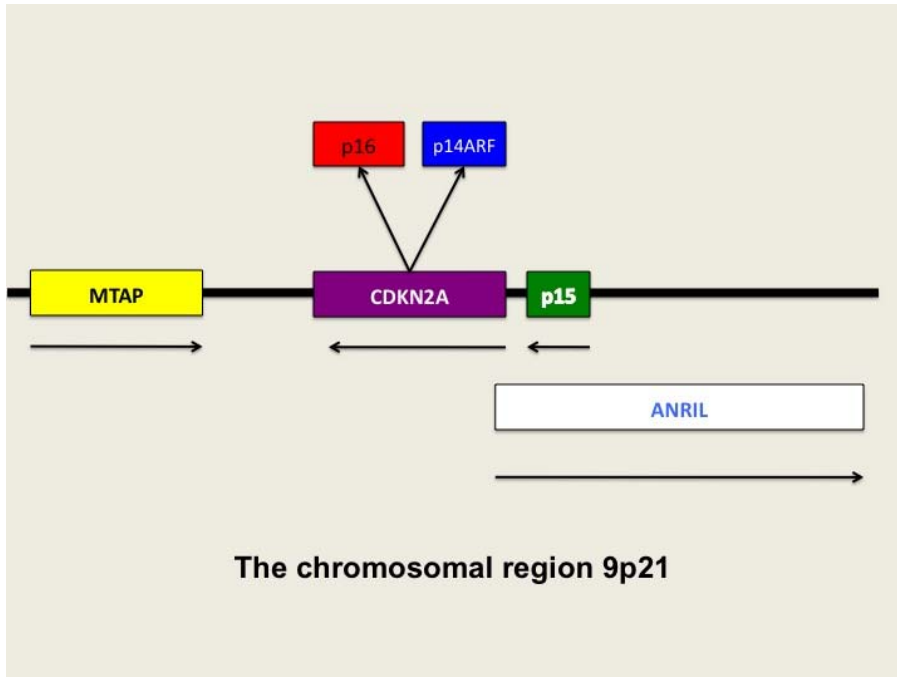 p16
p14ARF
MTAP
CDKN2A
p15
ANRIL
The chromosomal region 9p21